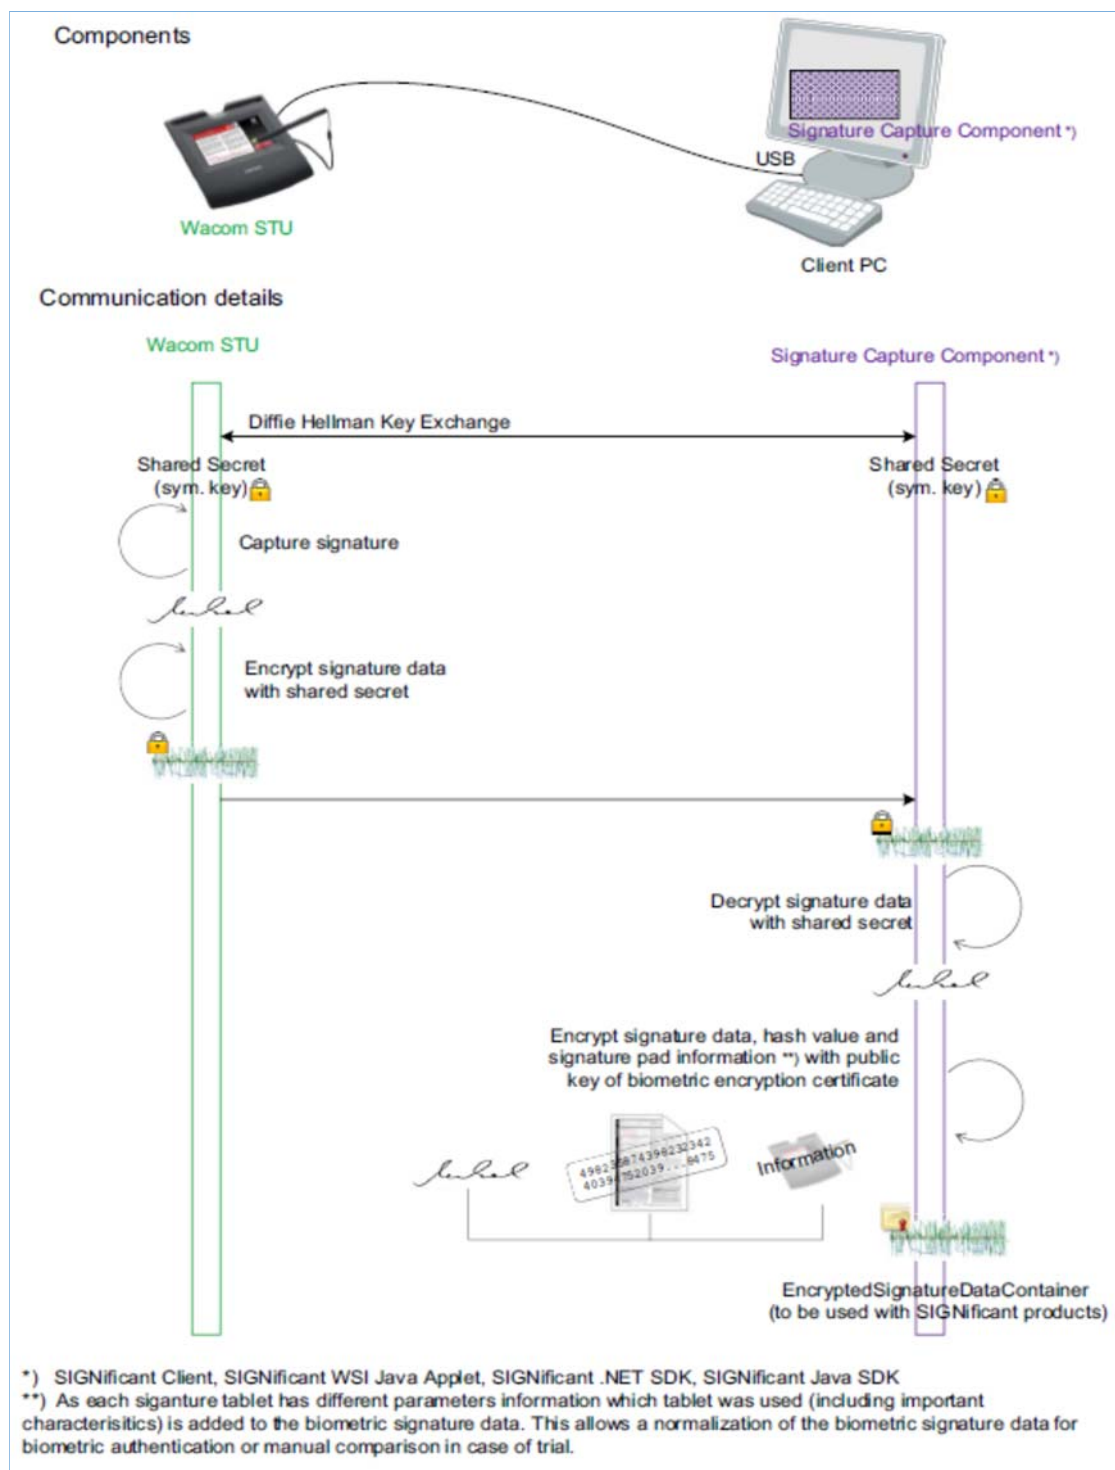 Components
Signature Capture Component *)
USB
Wacom STU
Client PC
Communication details
Wacom STU
Signature Capture Component *)
Diffie Hellman Key Exchange
Shared Secret
(sym. key)
Shared Secret
(sym. key)
Capture signature
Encrypt signature data
with shared secret
Decrypt signature data
with shared secret
Encrypt signature data, hash value and
signature pad information **) with public
key of biometric encryption certificate
Information
EncryptedSignatureDataContainer
(to be used with SIGNificant products)
*) SIGNificant Client, SIGNificant WSI Java Applet, SIGNificant .NET SDK, SIGNificant Java SDK
**) As each siganture tablet has different parameters information which tablet was used (including important
characterisitics) is added to the biometric signature data. This allows a normalization of the biometric signature data for
biometric authentication or manual comparison in case of trial.